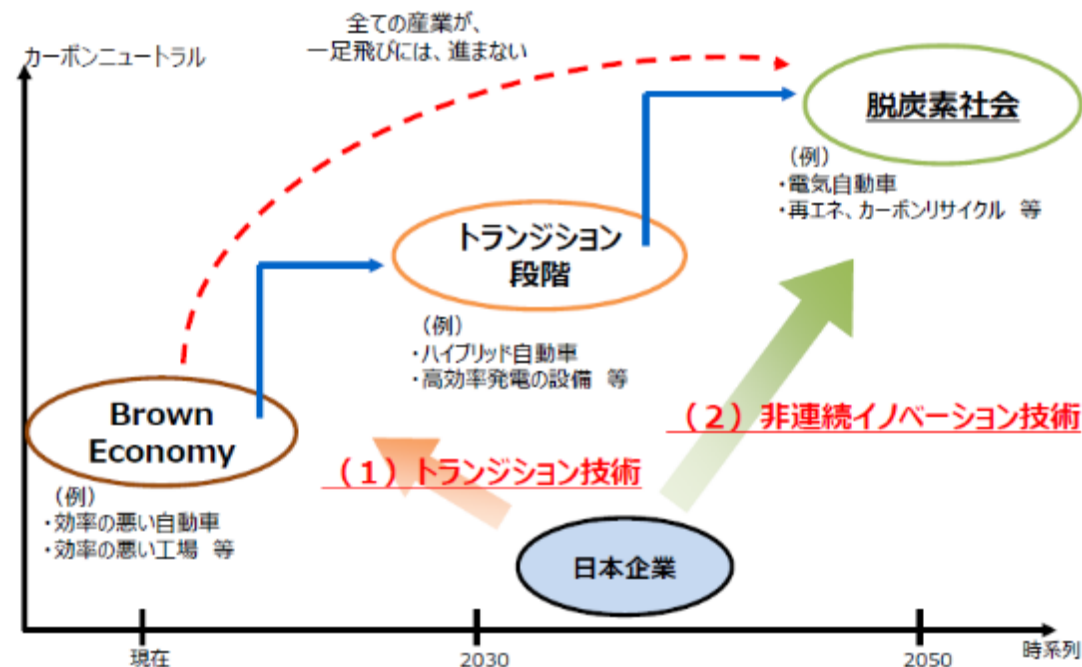 全ての産業が、
一足飛びには、進まない
カーボンニュートラル
脱炭素社会
（例）
・電気自動車
・再エネ、カーボンリサイクル 等
トランジション
段階
（例）
・ハイブリッド自動車
・高効率発電の設備 等
Brown
Economy
（例）
・効率の悪い自動車
・効率の悪い工場 等
（２）非連続イノベーション技術
（１）トランジション技術
日本企業
現在
2030
2050
時系列